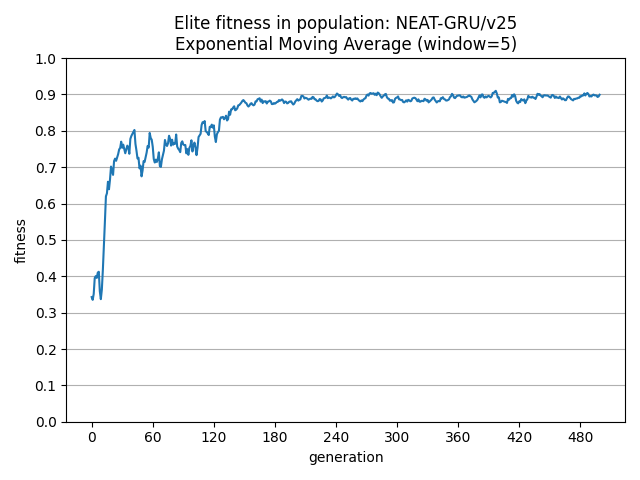 Elite fitness in population: NEAT-GRU/v25
Exponential Moving Average (window=5)
fitness
1.0
0.9
0.8
0.7
0.6
0.5
0.4
0.3
0.2
0.1
0.0
0 60 120 180 240 300 360 420 480
generation